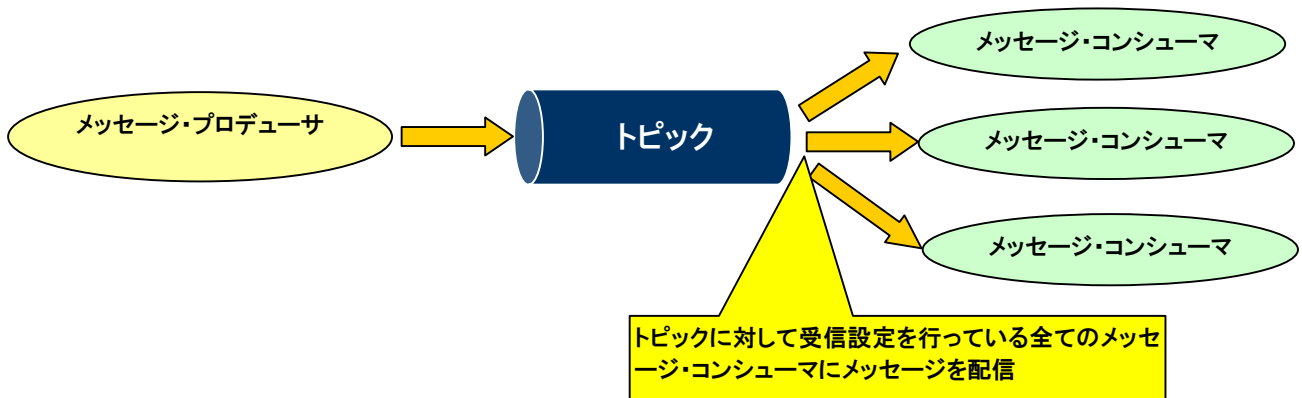 メッセージ・コンシューマ
メッセージ・プロデューサ
トピック
メッセージ・コンシューマ
メッセージ・コンシューマ
トピックに対して受信設定を行っている全てのメッセ
ージ・コンシューマにメッセージを配信